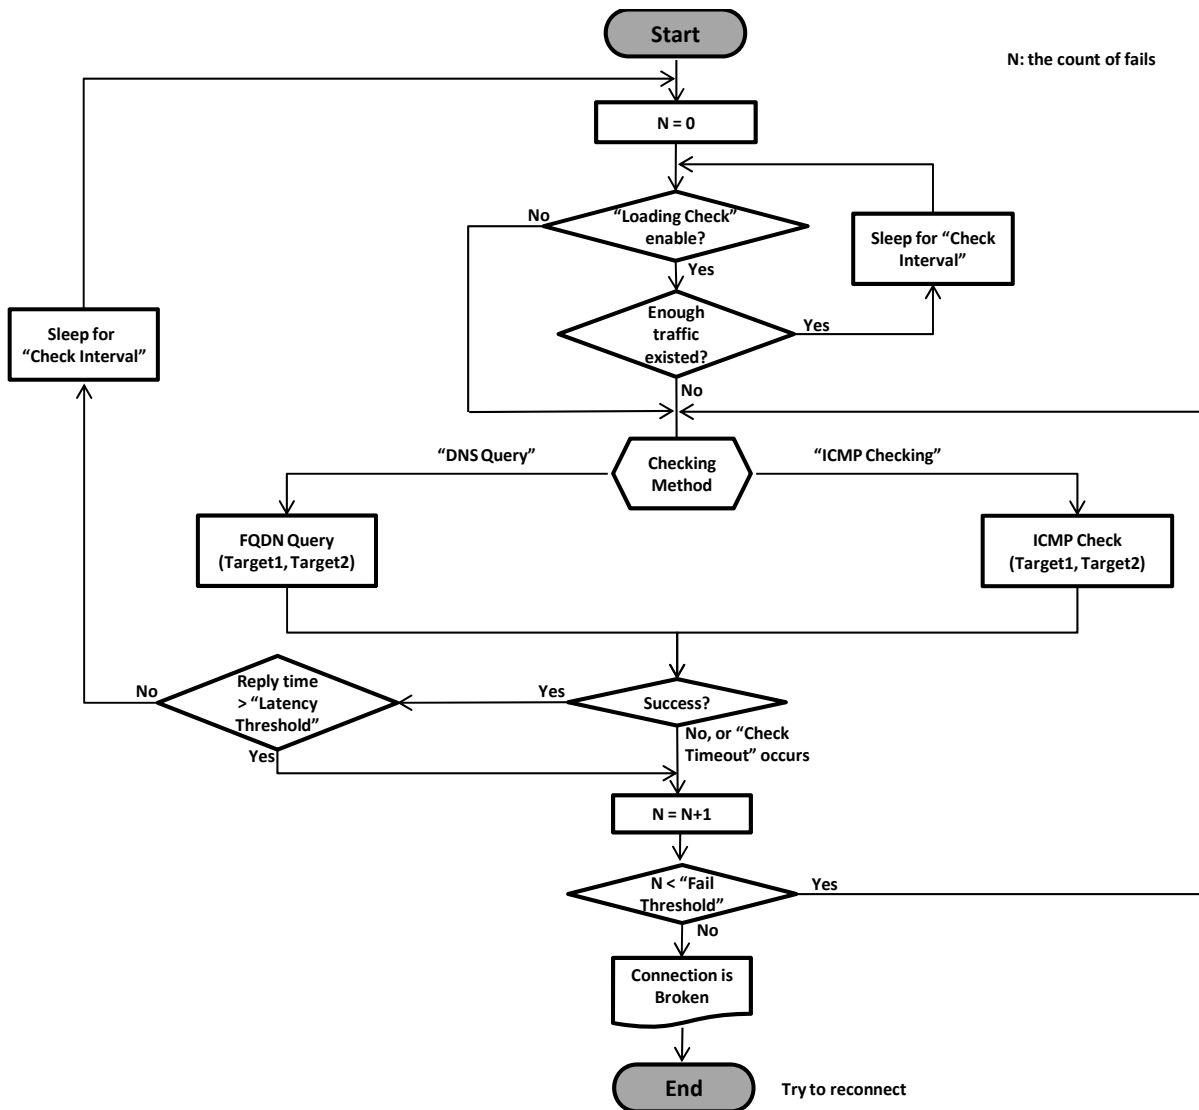 Start
N: the count of fails
N = 0
No
“Loading Check”
enable?
Sleep for “Check
Interval”
Yes
Enough
traffic
existed?
Yes
Sleep for
“Check Interval”
No
“DNS Query”
Checking
Method
“ICMP Checking”
FQDN Query
(Target1, Target2)
ICMP Check
(Target1, Target2)
No
Reply time
> “Latency
Threshold”
Yes
Success?
No, or “Check
Timeout” occurs
Yes
N = N+1
N < “Fail
Threshold”
Yes
No
Connection is
Broken
End
Try to reconnect